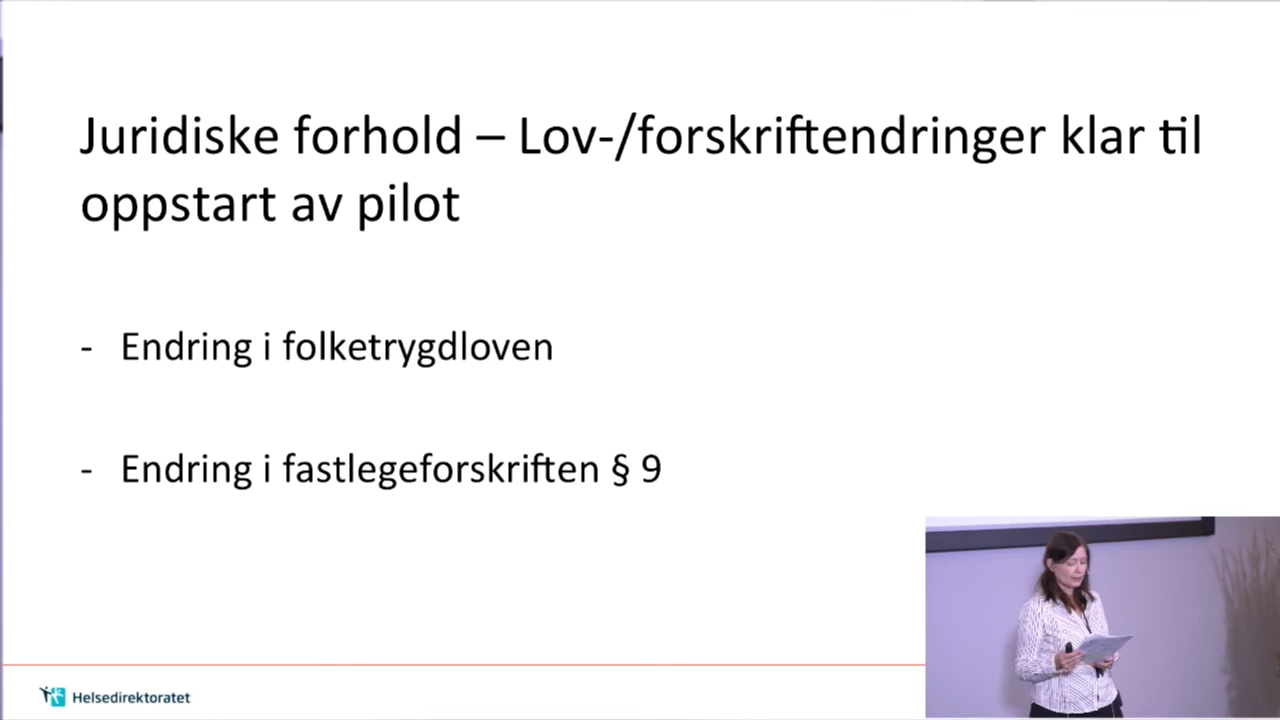 Juridiske forhold – Lov-/forskriftendringer klar til
oppstart av pilot
- Endring i folketrygdloven
- Endring i fastlegeforskriften § 9
Helsedirektoratet